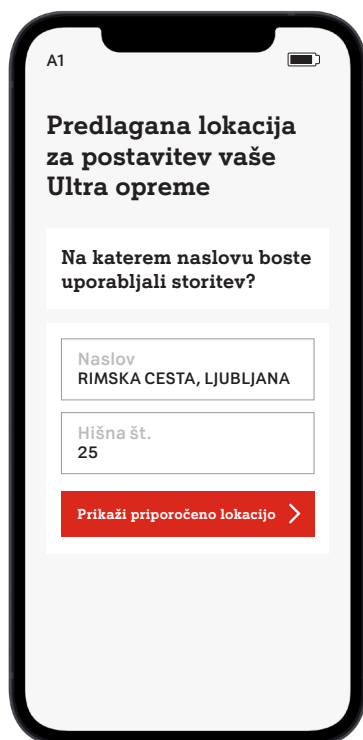 A1
Predlagana lokacija
za postavitev vaše
Ultra opreme
Na katerem naslovu boste
uporabljali storitev?
Naslov
RIMSKA CESTA, LJUBLJANA
Hišna št.
25
Prikaži priporočeno lokacijo